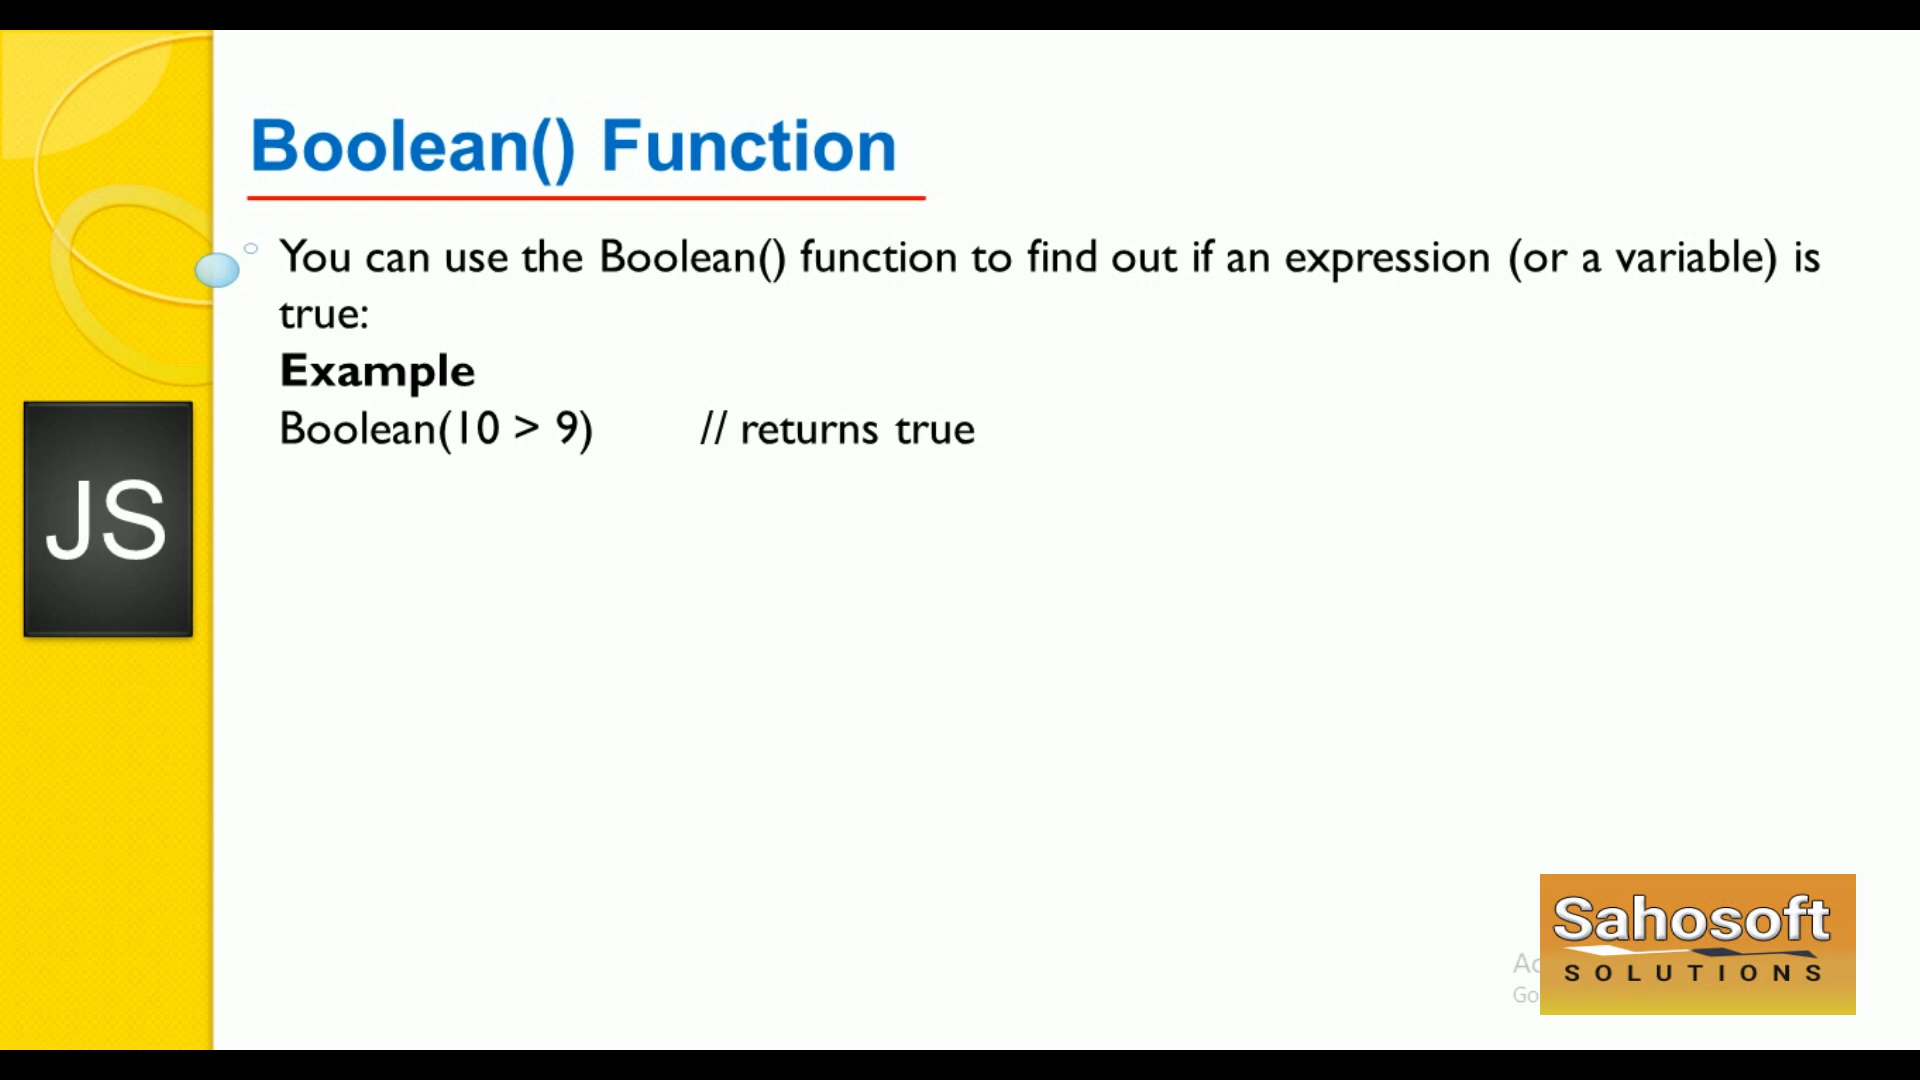 Boolean() Function
You can use the Boolean() function to find out if an expression (or a variable) is
true:
Example
Boolean(10 > 9) // returns true
JS
Sahosoft
SOLUTIONS